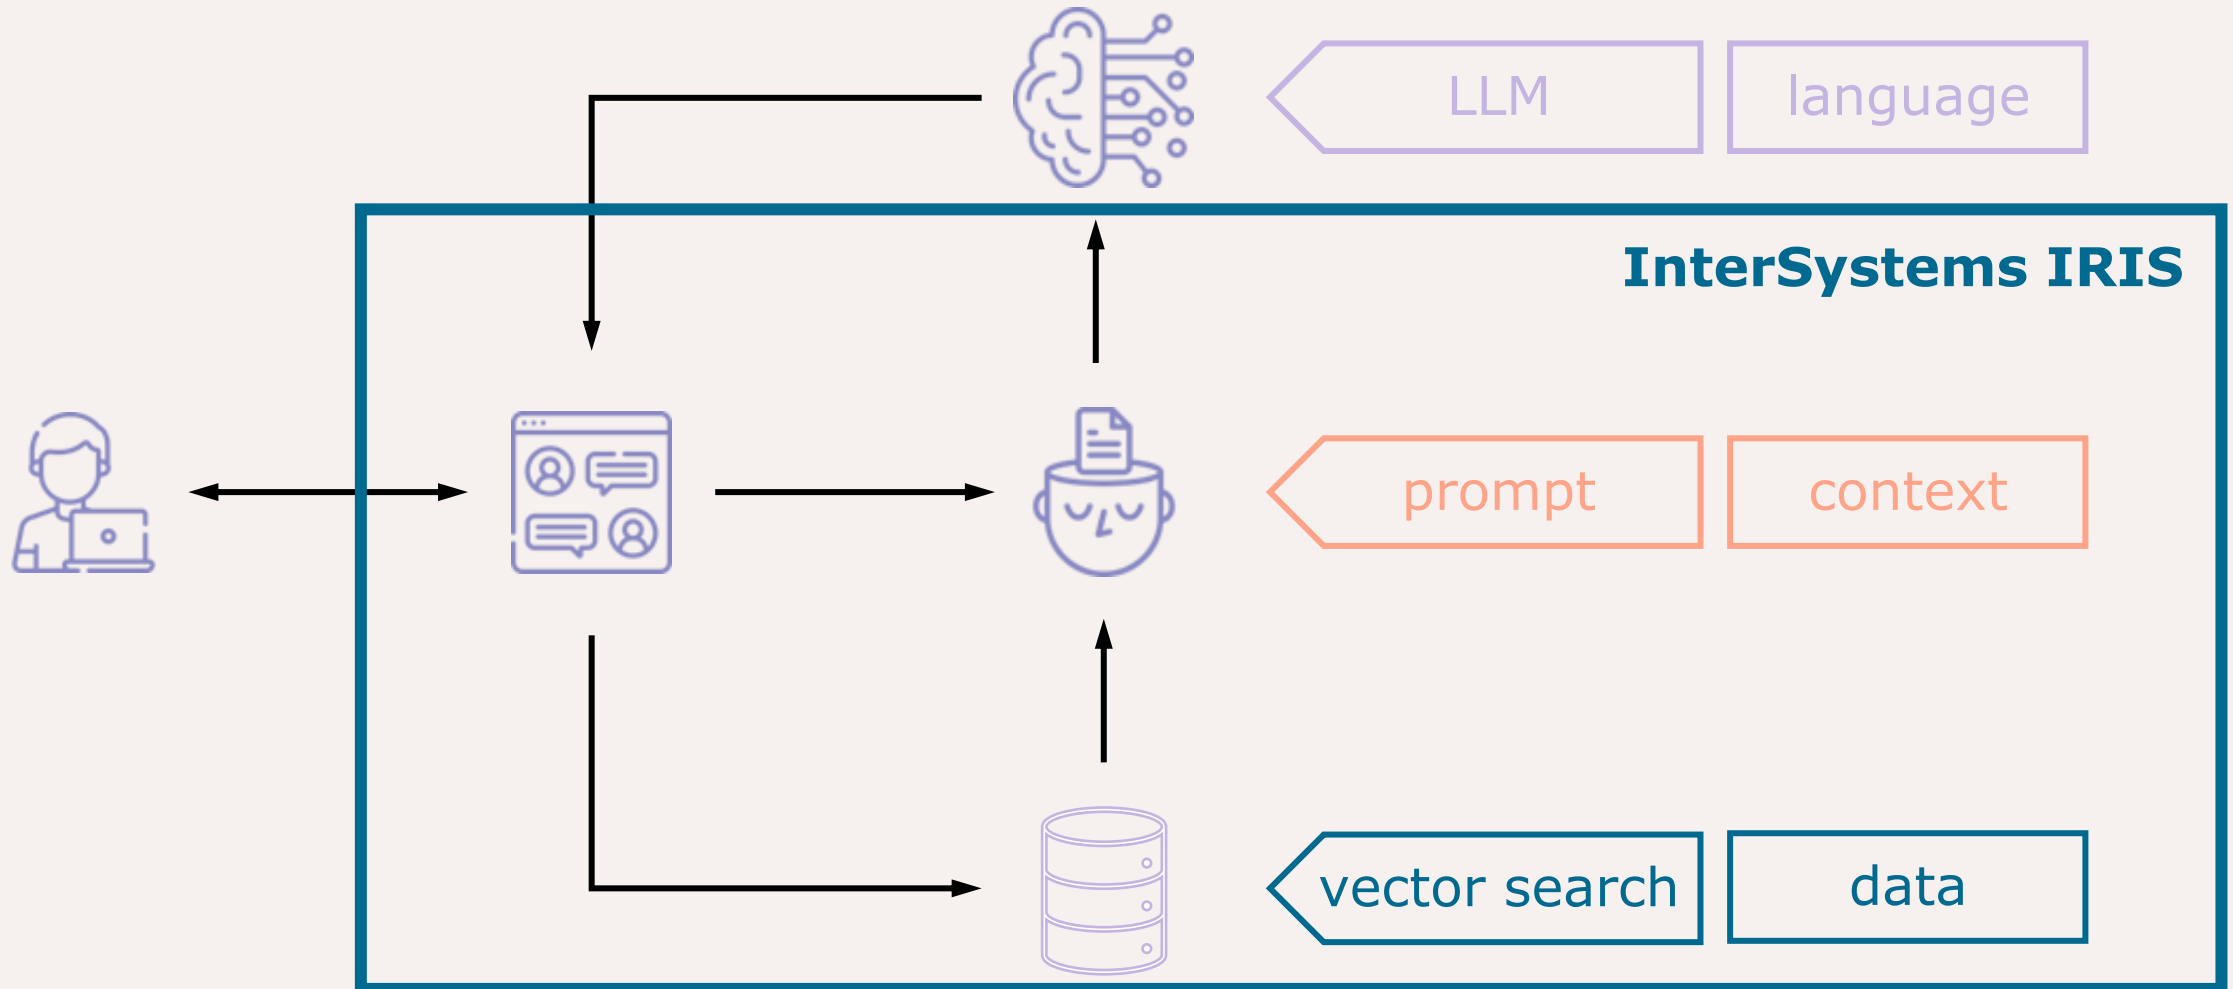 LLM
language
InterSystems IRIS
prompt
context
vector search
data